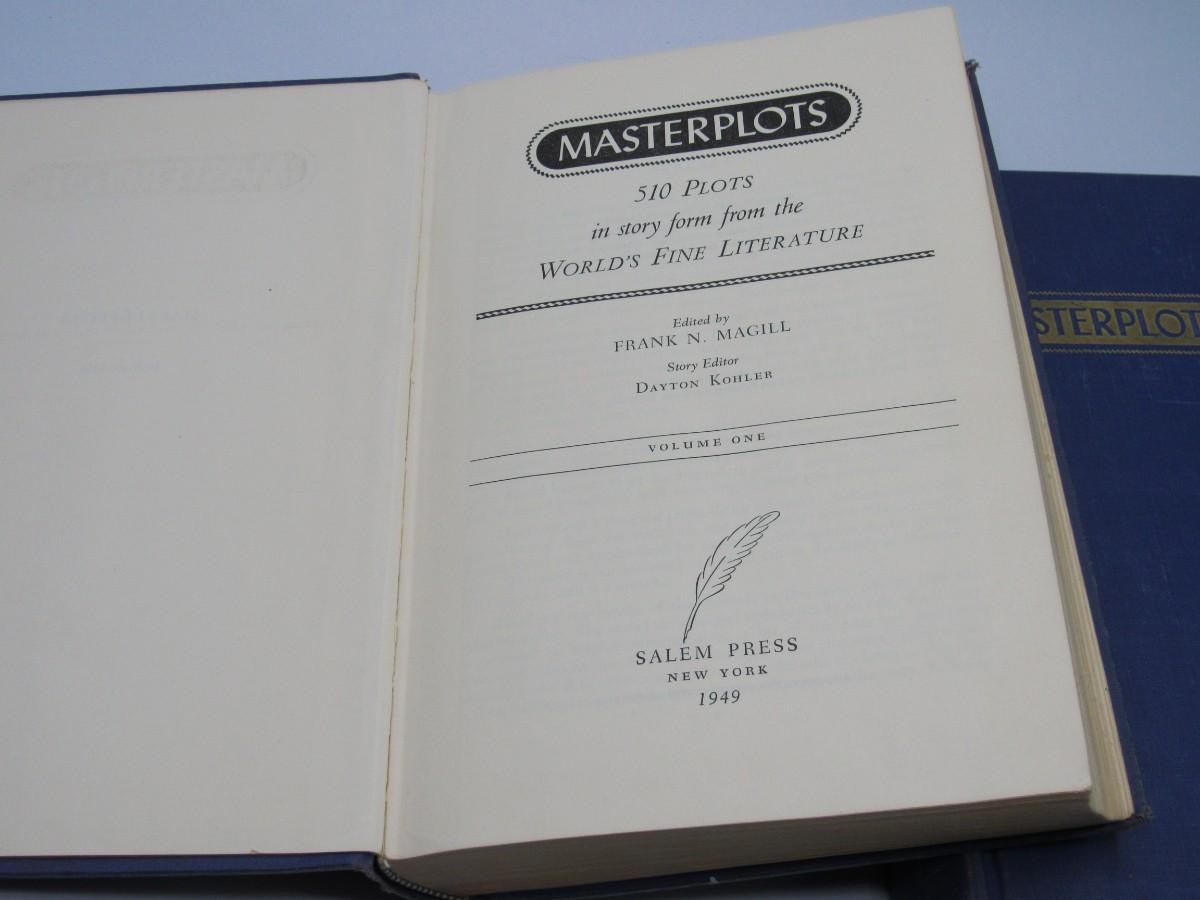 MASTERPLOTS
510 PLOTS
in story form from the
WORLD'S FINE LITERATURE
Edited by
FRANK N. MAGILL
Story Editor
DAYTON KOHLER
VOLUME ONE
SALEM PRESS
NEW YORK
1949
STERPLOT